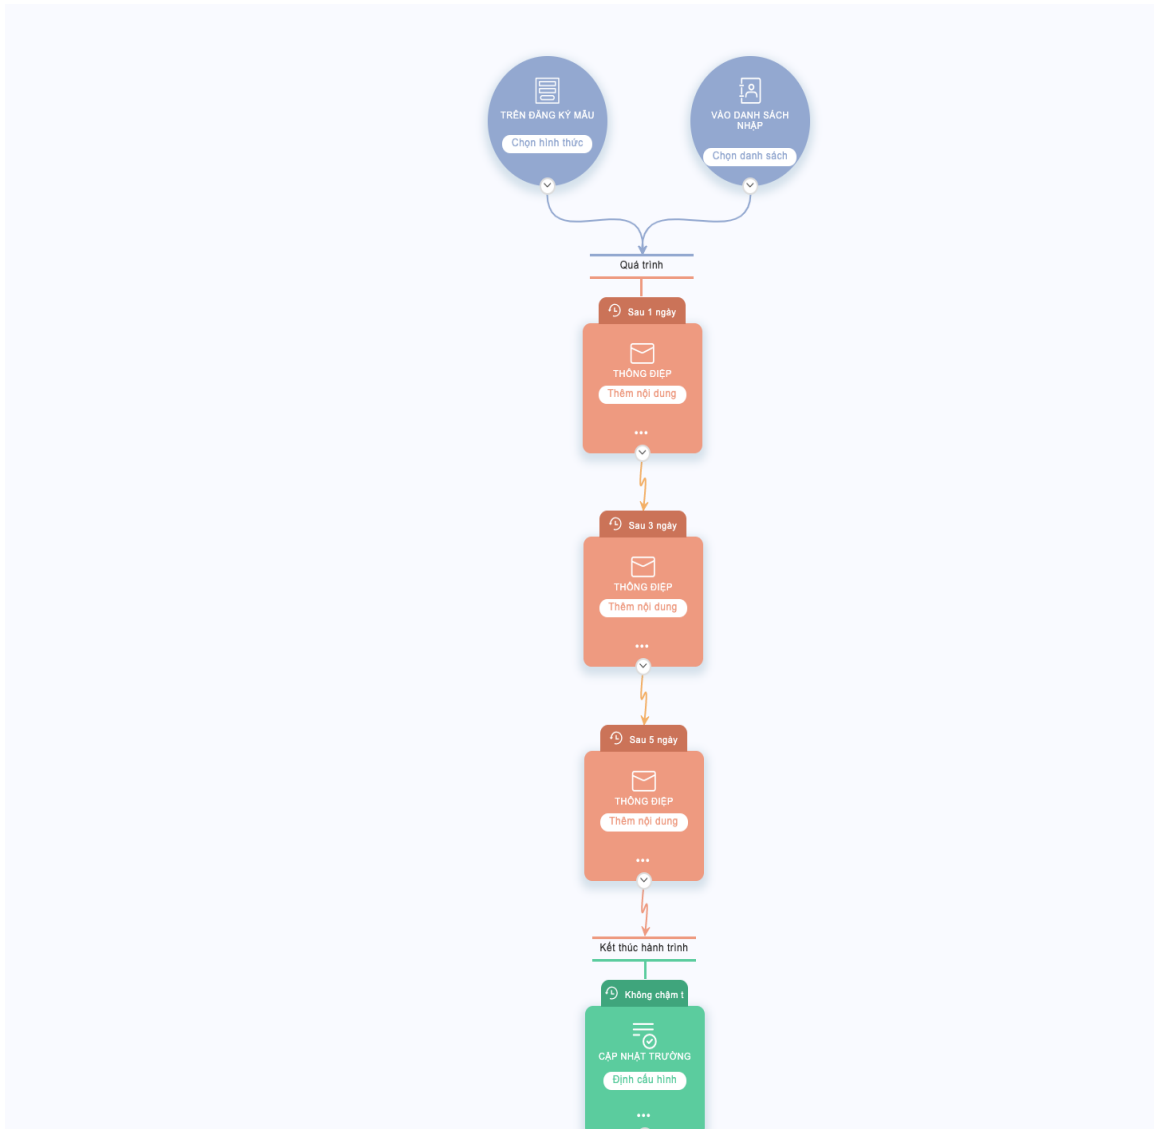 TRÊN ĐĂNG KÝ MẪU
Chọn hình thức
VÀO DANH SÁCH
NHẬP
Chọn danh sách
Quá trình
Sau 1 ngày
THÔNG ĐIỆP
Thêm nội dung
Sau 3 ngày
THÔNG ĐIỆP
Thêm nội dung
Sau 5 ngày
THÔNG ĐIỆP
Thêm nội dung
Kết thúc hành trình
Không chậm t
CẬP NHẬT TRƯỜNG
Định cấu hình